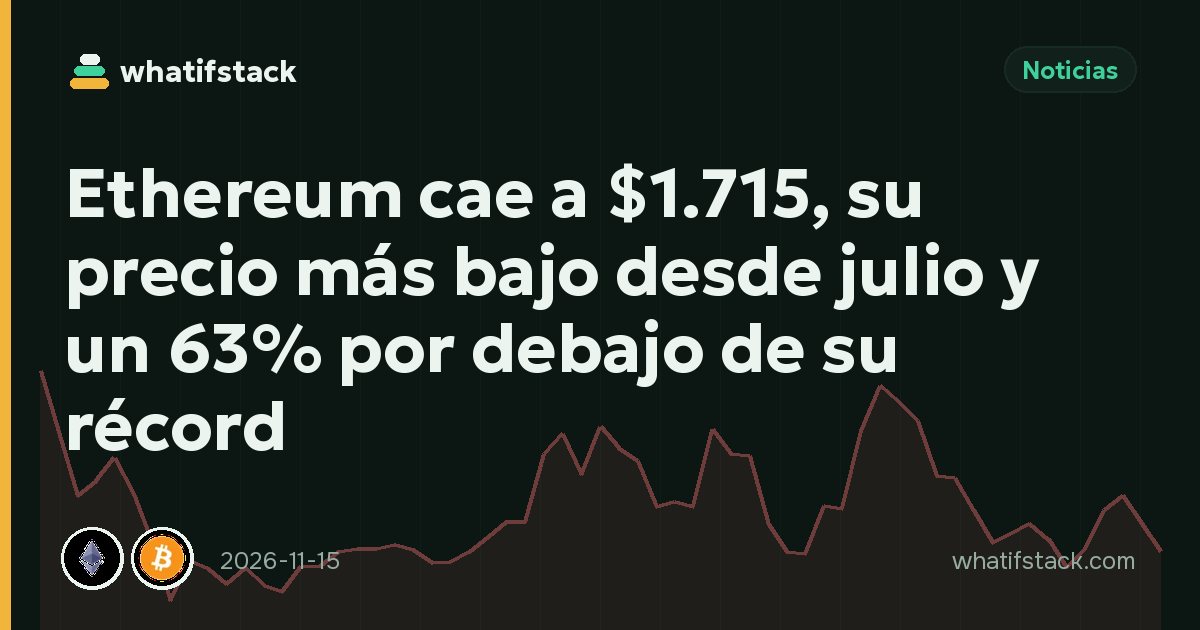 whatifstack
Noticias
Ethereum cae a $1.715, su
precio más bajo desde julio y
un 63% por debajo de su
récord
2026-11-15
whatifstack.com